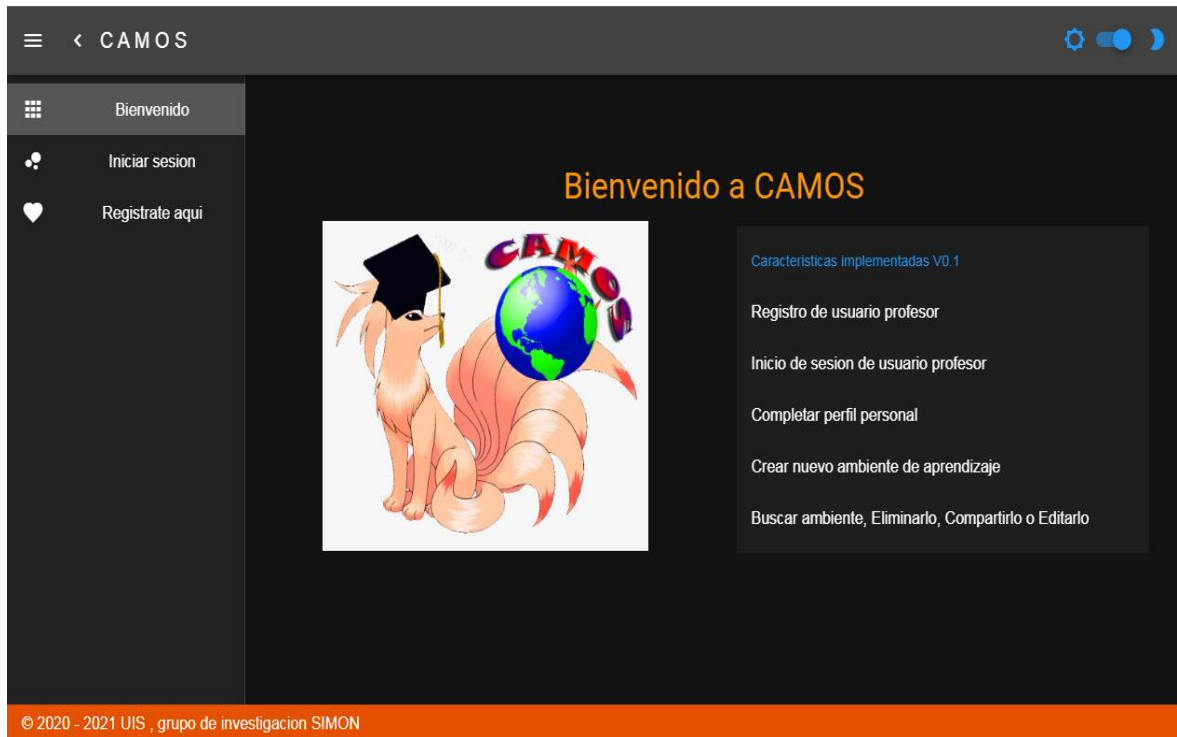 CAMOS
Bienvenido
Iniciar sesion
Registrate aqui
Bienvenido a CAMOS
CAMOS
Caracteristicas implementadas V0.1
Registro de usuario profesor
Inicio de sesion de usuario profesor
Completar perfil personal
Crear nuevo ambiente de aprendizaje
Buscar ambiente, Eliminarlo, Compartirlo o Editarlo
© 2020 - 2021 UIS , grupo de investigacion SIMON